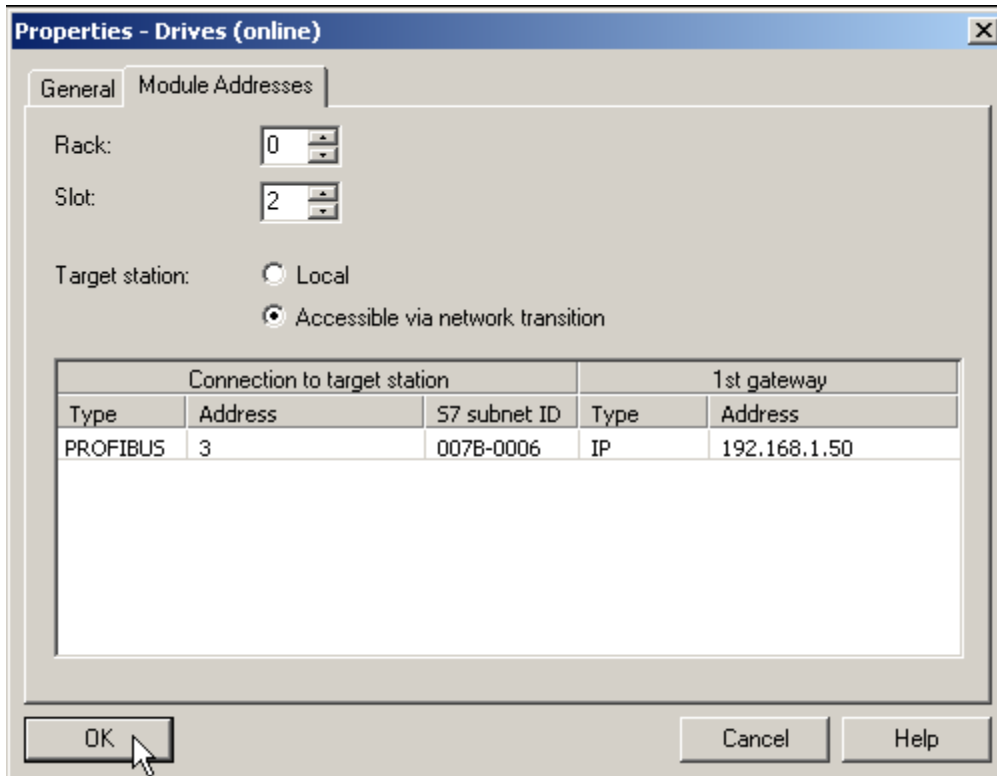 Properties - Drives (online)
General Module Addresses
Rack: 0
Slot: 2
Target station: Local
Accessible via network transition
Connection to target station 1st gateway
Type Address S7 subnet ID Type Address
PROFIBUS 3 007B-0006 IP 192.168.1.50
OK Cancel Help